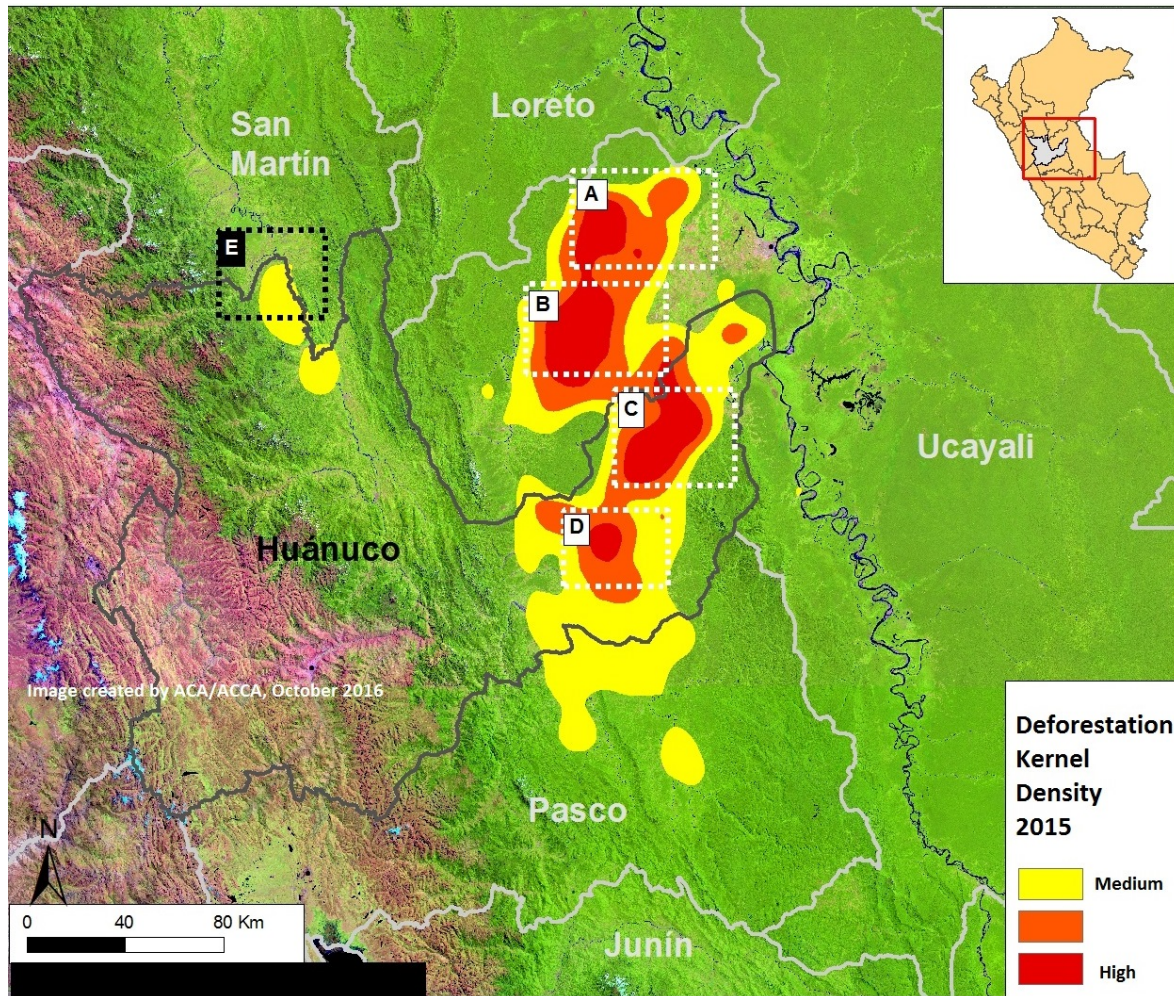 San
Martín
Loreto
A
E
B
C
Ucayali
D
Huánuco
Image created by ACA/ACCA, October 2016
Pasco
N
0 40 80 Km
Junín
Deforestation
Kernel
Density
2015
Medium
High